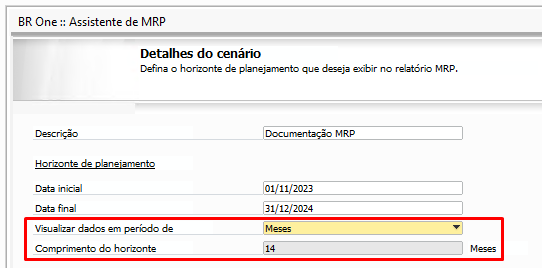 BR One :: Assistente de MRP
Detalhes do cenário
Defina o horizonte de planejamento que deseja exibir no relatório MRP.
Descrição Documentação MRP
Horizonte de planejamento
Data inicial 01/11/2023
Data final 31/12/2024
Visualizar dados em período de Meses
Comprimento do horizonte 14 Meses